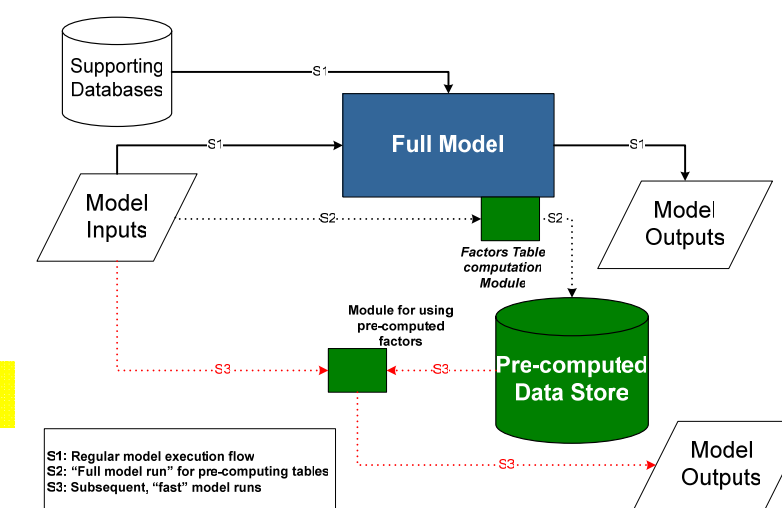 Supporting
Databases
S1
Full Model
S1
S1
Model
Inputs
Model
Outputs
S2
S2
Factors Table
computation
Module
Module for using
pre-computed
factors
Pre-computed
Data Store
S3
S3
S3
Model
Outputs
S1: Regular model execution flow
S2: “Full model run” for pre-computing tables
S3: Subsequent, “fast” model runs